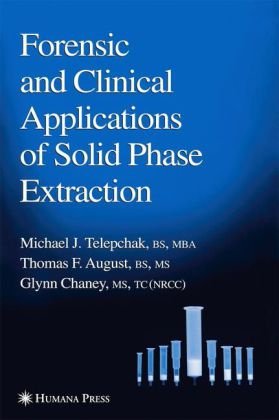 Forensic
and Clinical
Applications
of Solid Phase
Extraction
Michael J. Telepchak, BS, MBA
Thomas F. August, BS, MS
Glynn Chaney, MS, TC (NRCC)
HUMANA PRESS